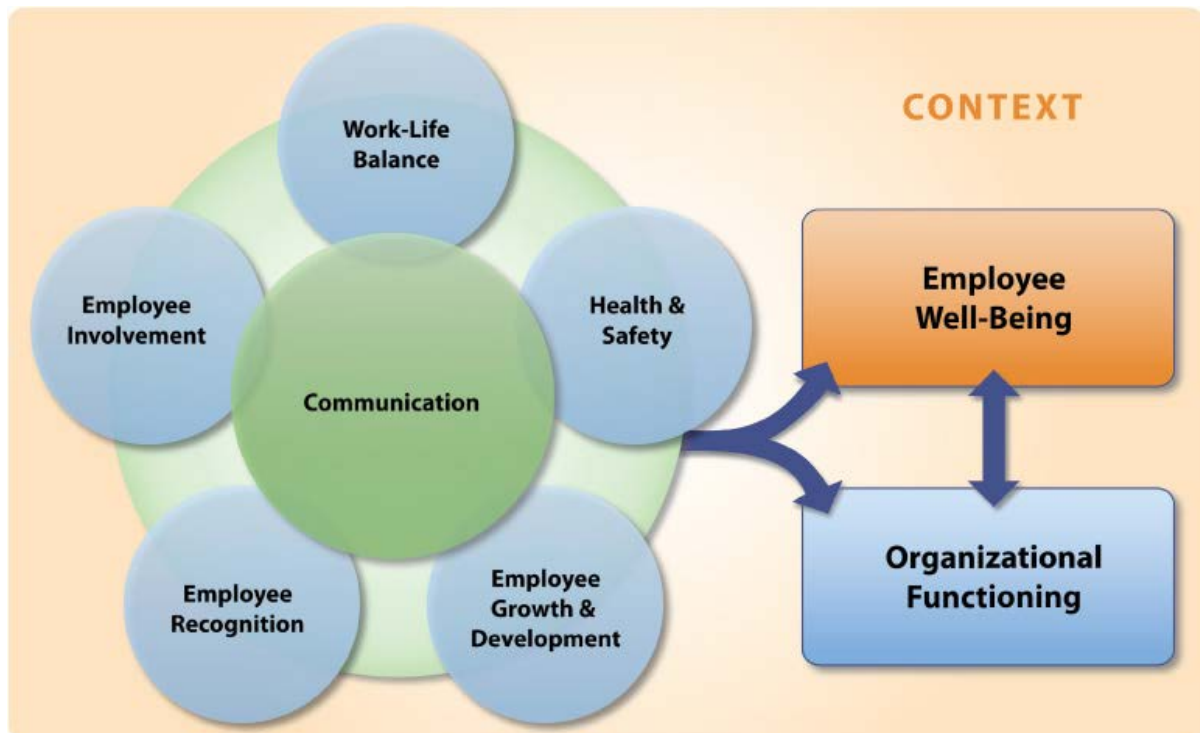 CONTEXT
Work-Life
Balance
Employee
Involvement
Health &
Safety
Communication
Employee
Recognition
Employee
Growth &
Development
Employee
Well-Being
Organizational
Functioning